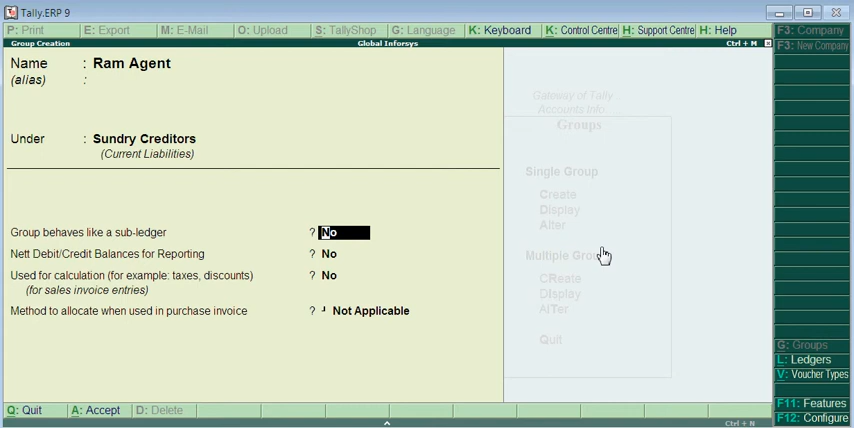 Tally.ERP 9
P: Print E: Export M: E-Mail O: Upload S: TallyShop G: Language K: Keyboard K: Control Centre H: Support Centre H: Help F3: Company
Group Creation Global Inforsys Ctrl + M F3: New Company
Name : Ram Agent
(alias) :
Under : Sundry Creditors
(Current Liabilities)
Group behaves like a sub-ledger ? No
Nett Debit/Credit Balances for Reporting ? No
Used for calculation (for example: taxes, discounts) ? No
(for sales invoice entries)
Method to allocate when used in purchase invoice ? ┘ Not Applicable
Gateway of Tally...
Accounts Info.
Groups
Single Group
Create
Display
Alter
Multiple Groups
CReate
DIsplay
AlTer
Quit
G: Groups
L: Ledgers
V: Voucher Types
F11: Features
F12: Configure
Q: Quit A: Accept D: Delete
Ctrl + N